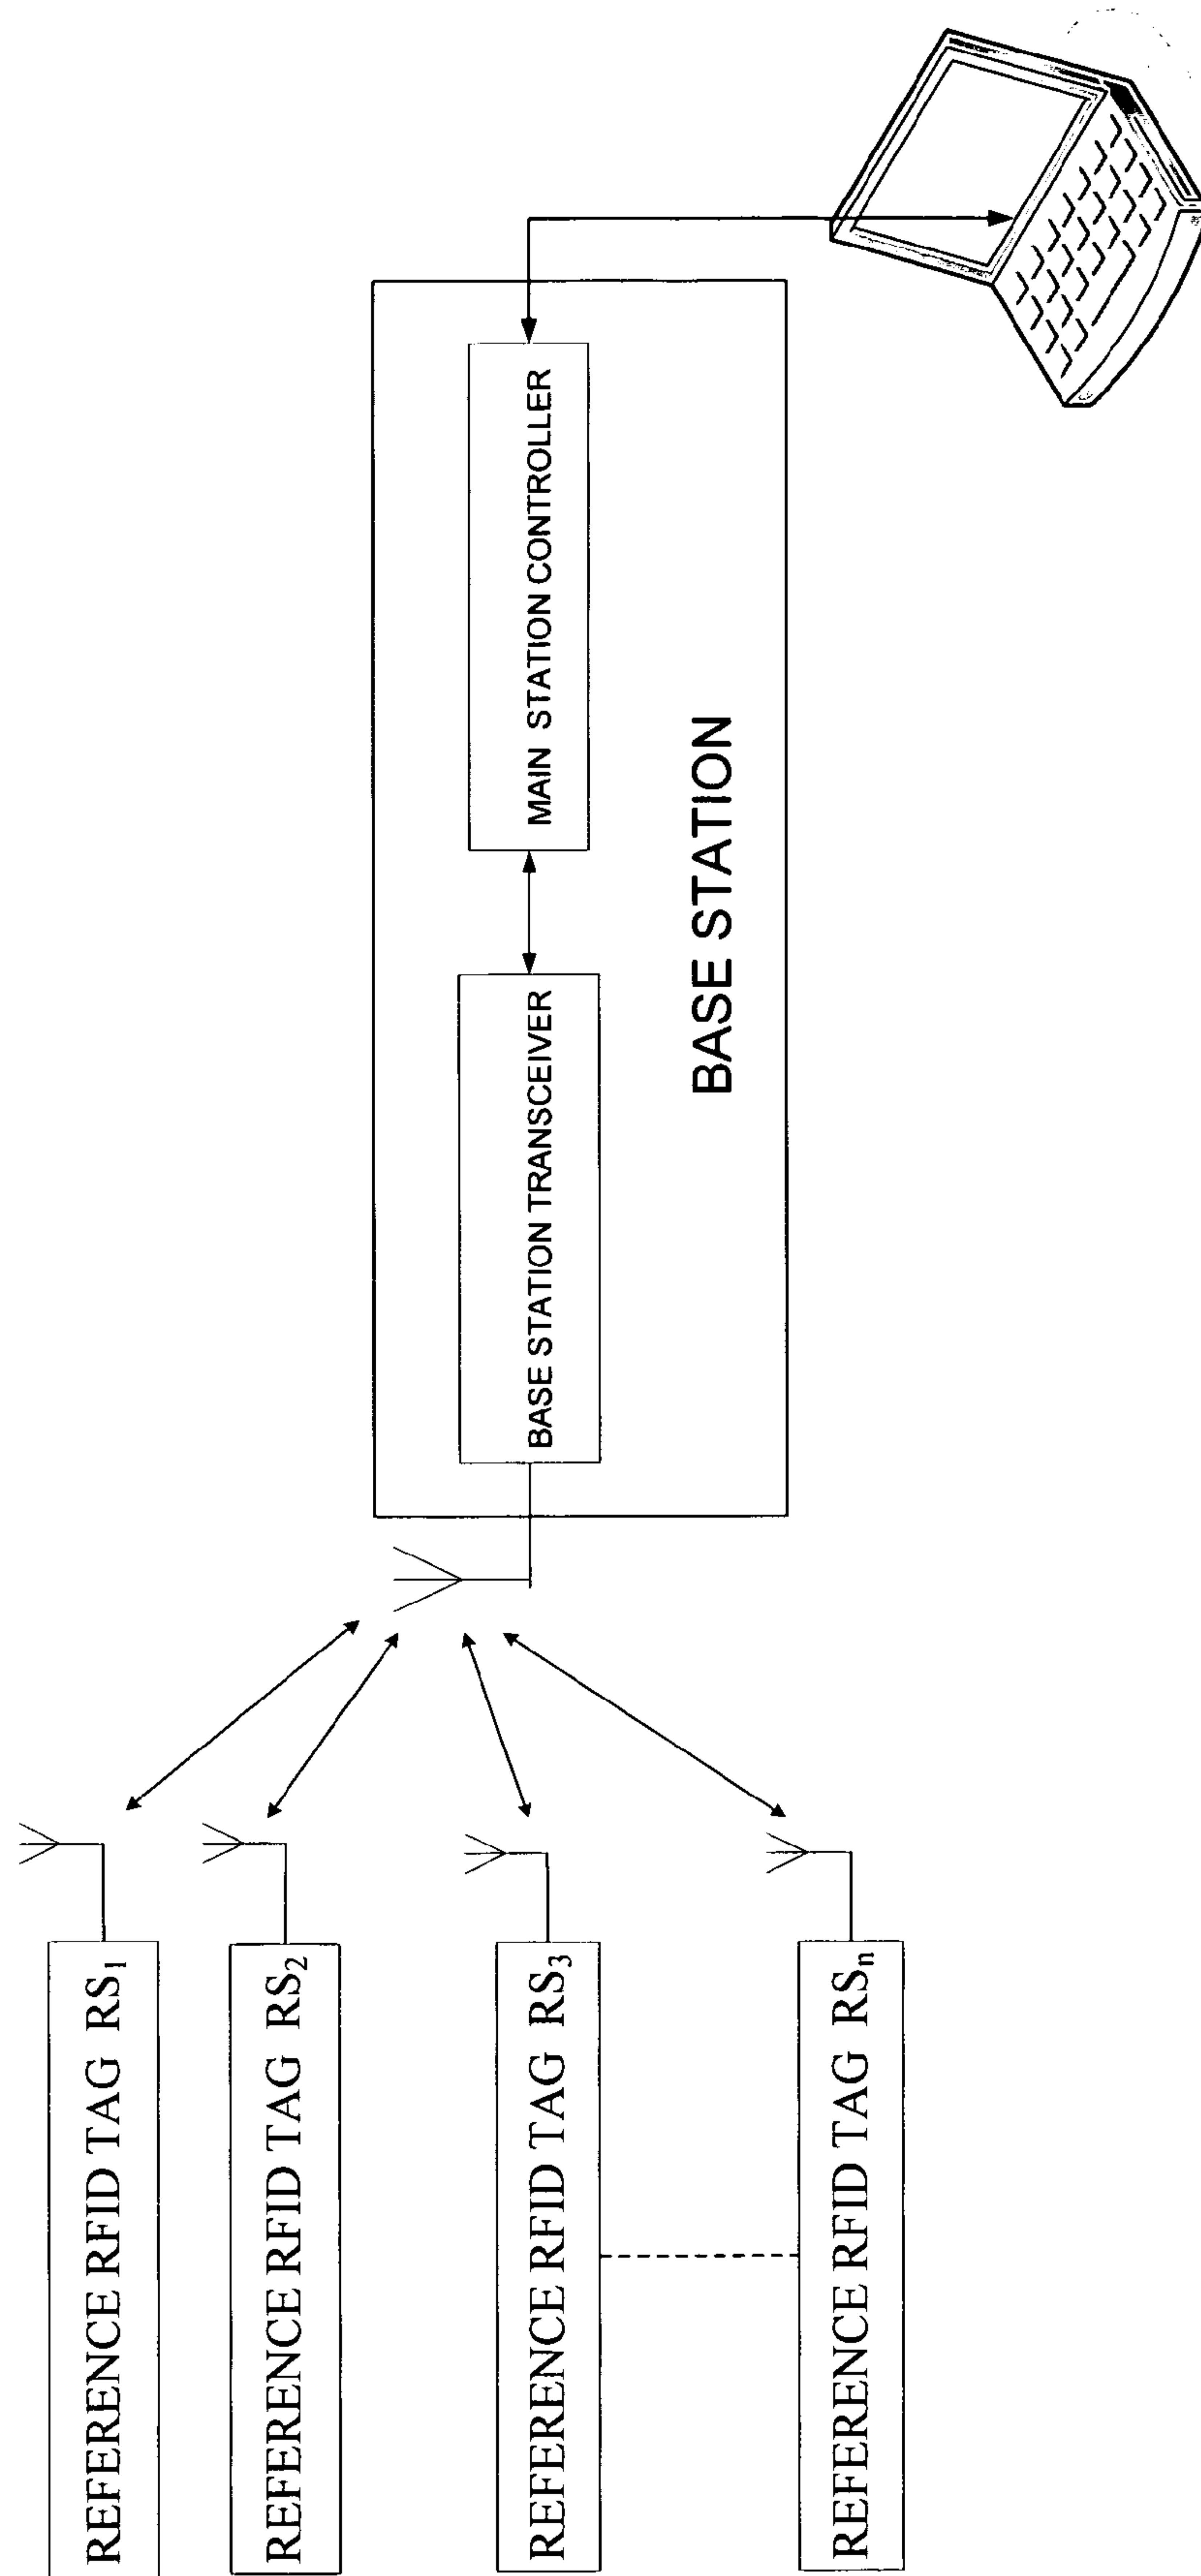 REFERENCE RFID TAG RS₁
REFERENCE RFID TAG RS₂
REFERENCE RFID TAG RS₃
REFERENCE RFID TAG RSₙ
BASE STATION TRANSCEIVER
MAIN STATION CONTROLLER
BASE STATION